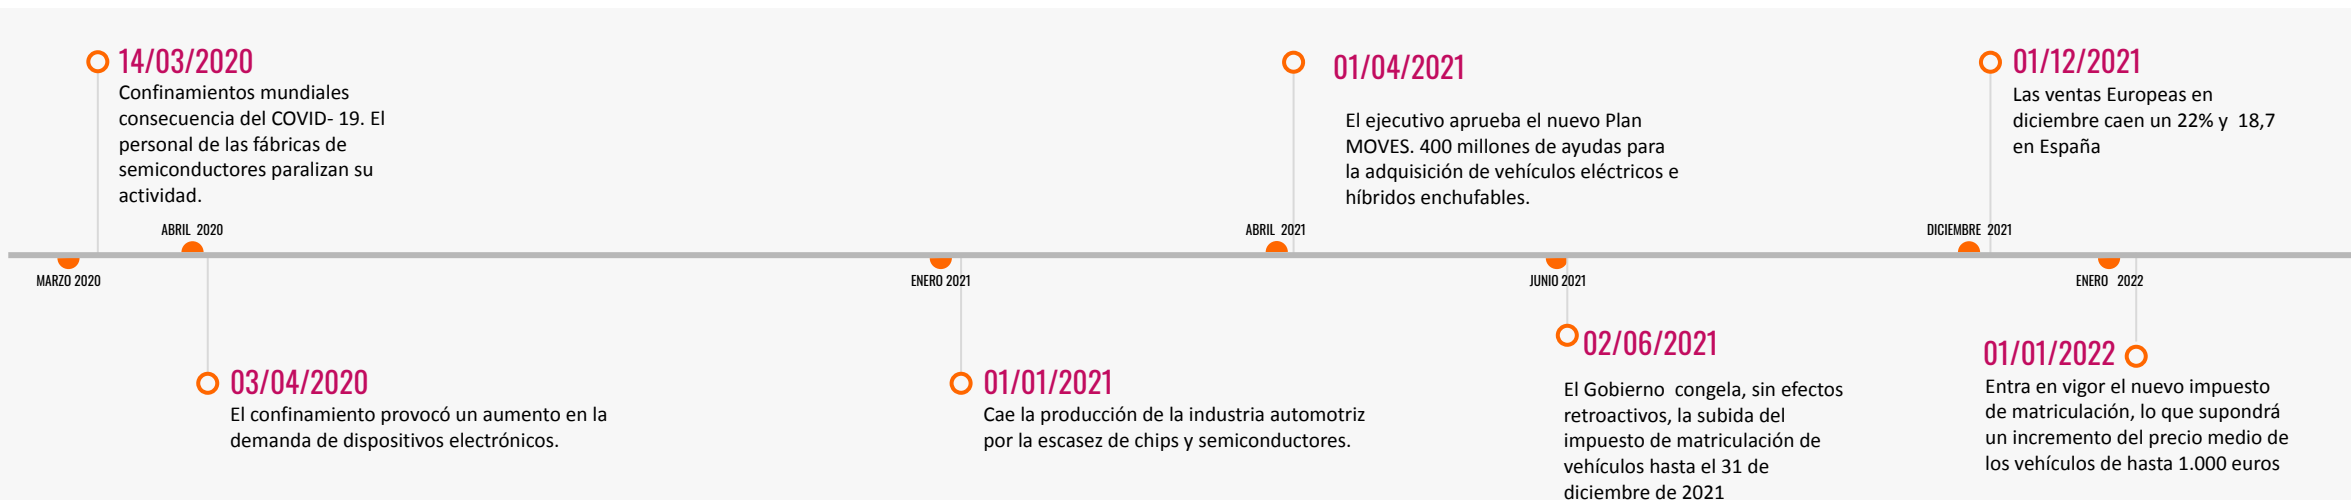 14/03/2020
Confinamientos mundiales
consecuencia del COVID- 19. El
personal de las fábricas de
semiconductores paralizan su
actividad.
01/04/2021
El ejecutivo aprueba el nuevo Plan
MOVES. 400 millones de ayudas para
la adquisición de vehículos eléctricos e
híbridos enchufables.
01/12/2021
Las ventas Europeas en
diciembre caen un 22% y 18,7
en España
ABRIL 2020
ABRIL 2021
DICIEMBRE 2021
MARZO 2020
ENERO 2021
JUNIO 2021
ENERO 2022
03/04/2020
El confinamiento provocó un aumento en la
demanda de dispositivos electrónicos.
01/01/2021
Cae la producción de la industria automotriz
por la escasez de chips y semiconductores.
02/06/2021
El Gobierno congela, sin efectos
retroactivos, la subida del
impuesto de matriculación de
vehículos hasta el 31 de
diciembre de 2021
01/01/2022
Entra en vigor el nuevo impuesto
de matriculación, lo que supondrá
un incremento del precio medio de
los vehículos de hasta 1.000 euros